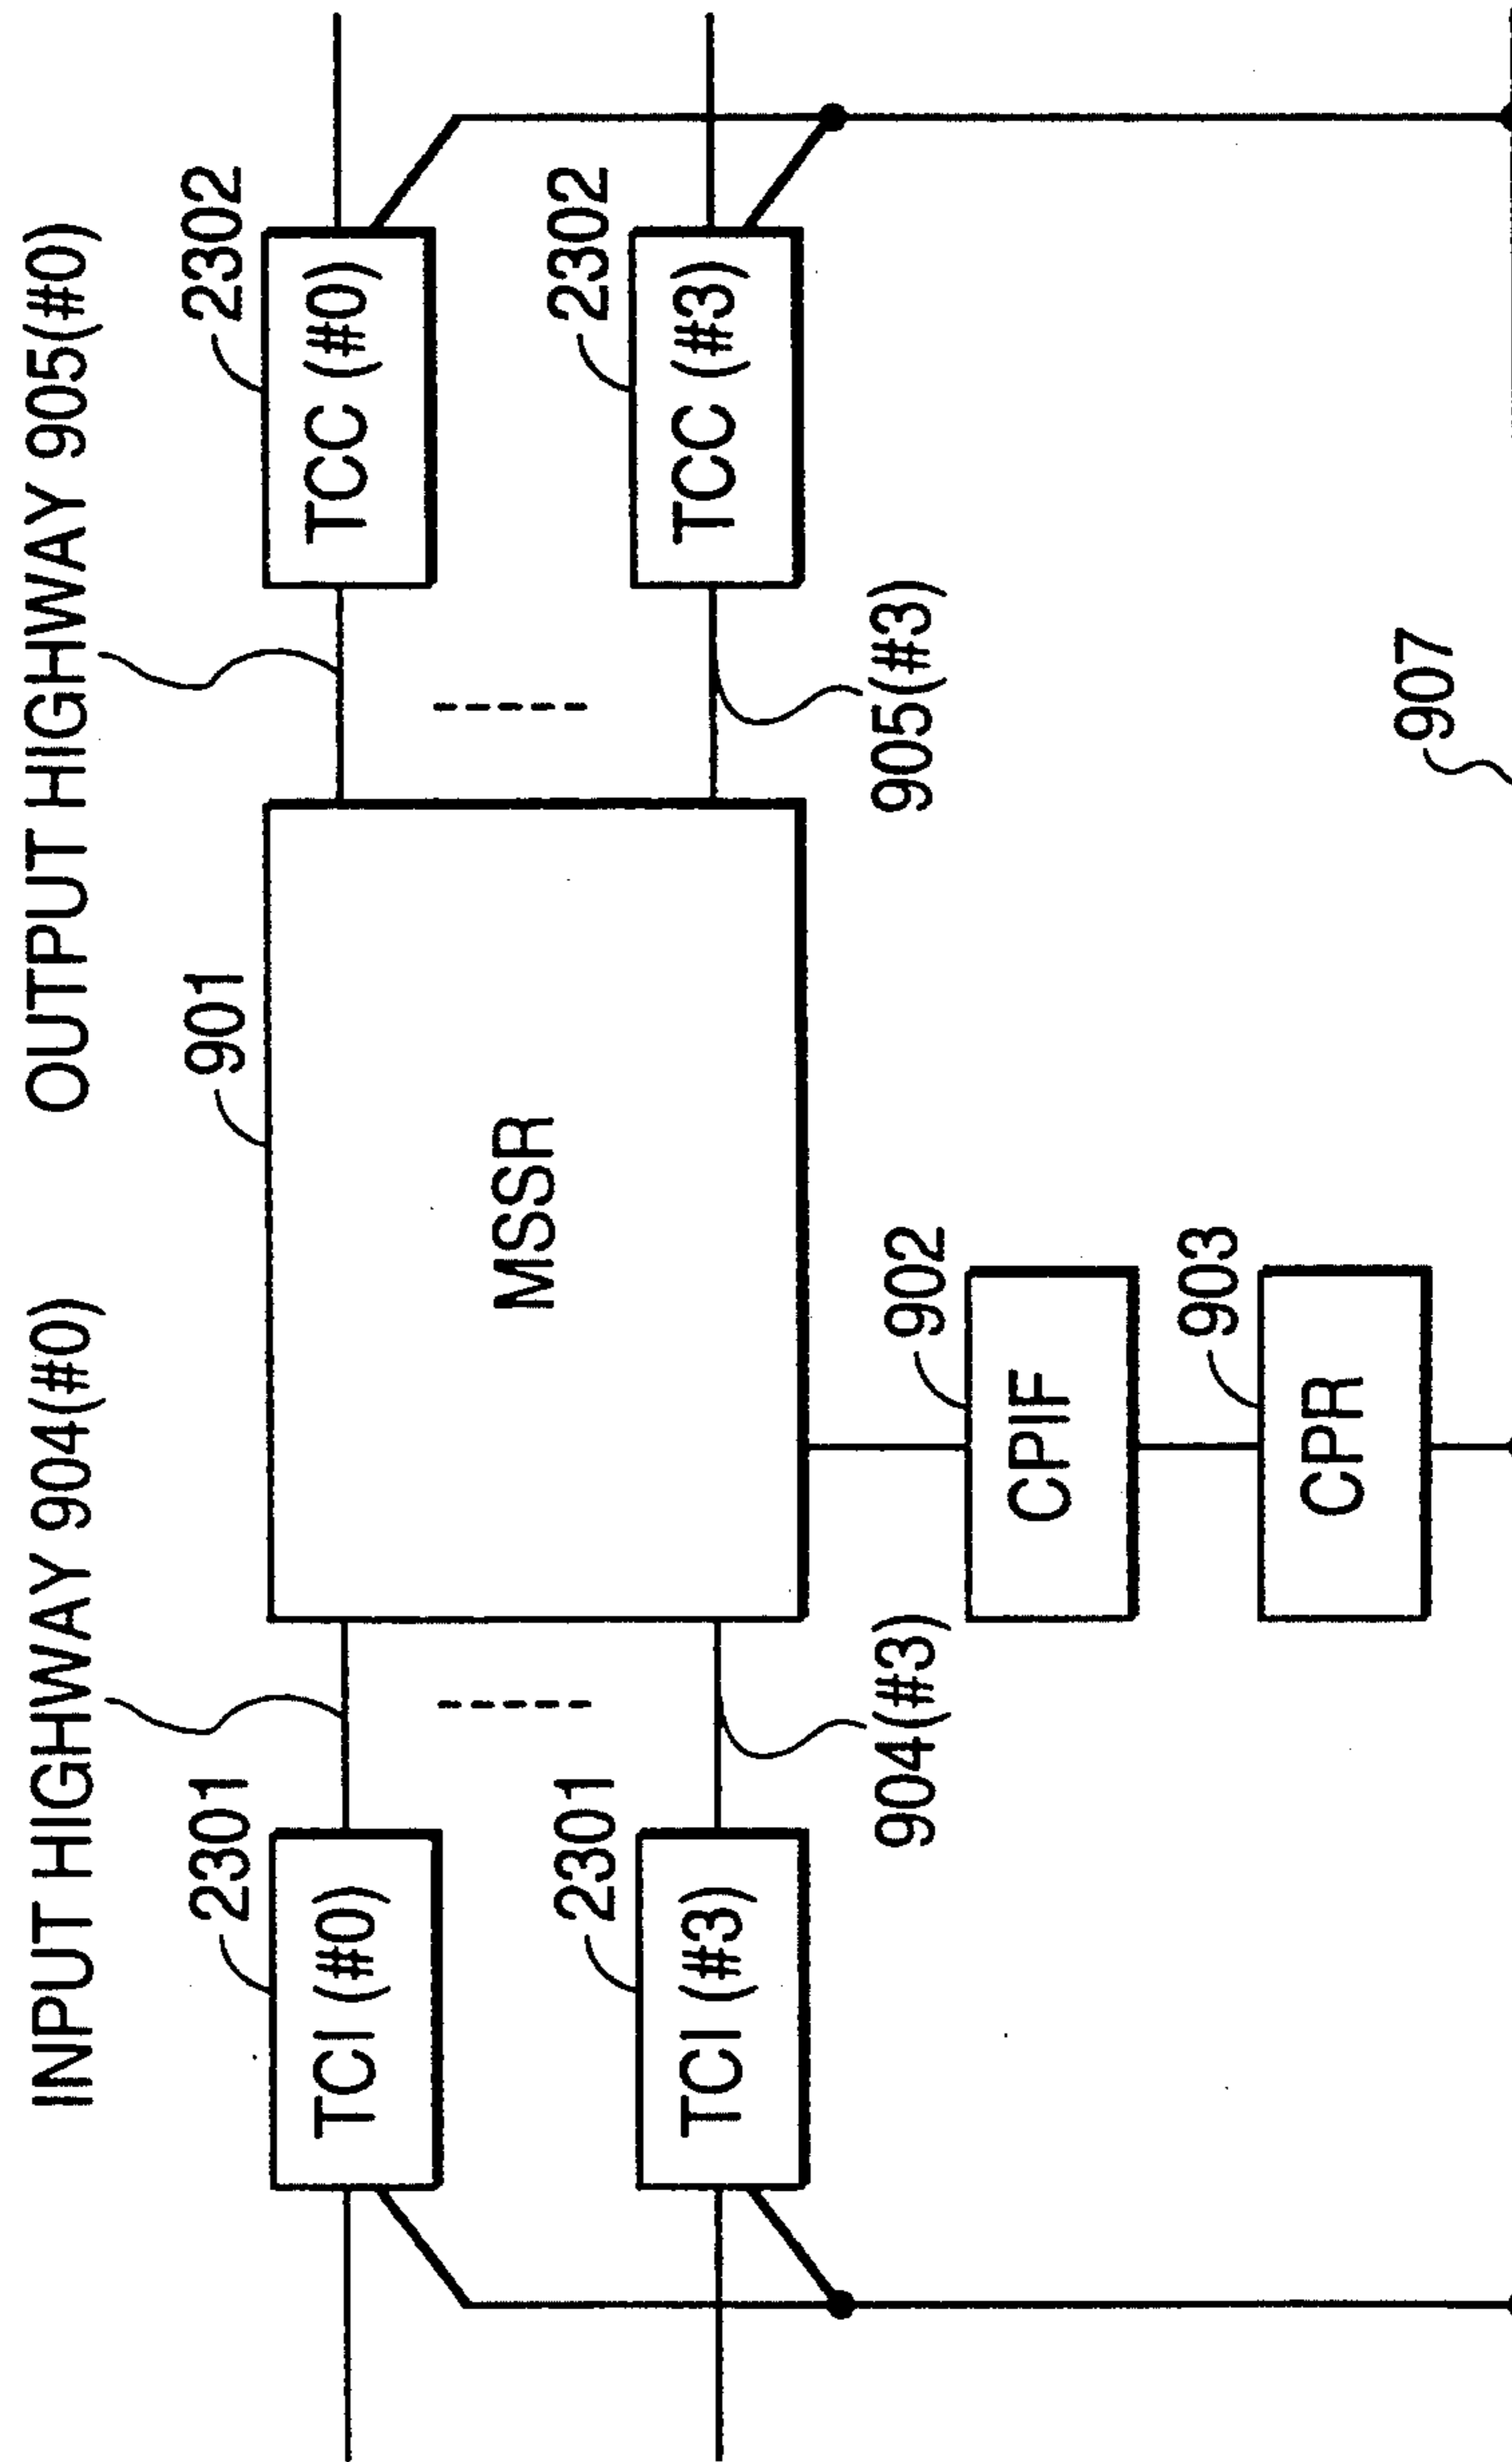 INPUT HIGHWAY 904(#0)
OUTPUT HIGHWAY 905(#0)
2301
901
2302
TCI (#0)
TCC (#0)
MSSR
2301
2302
TCI (#3)
TCC (#3)
904(#3)
905(#3)
902
CPIF
903
CPR
907